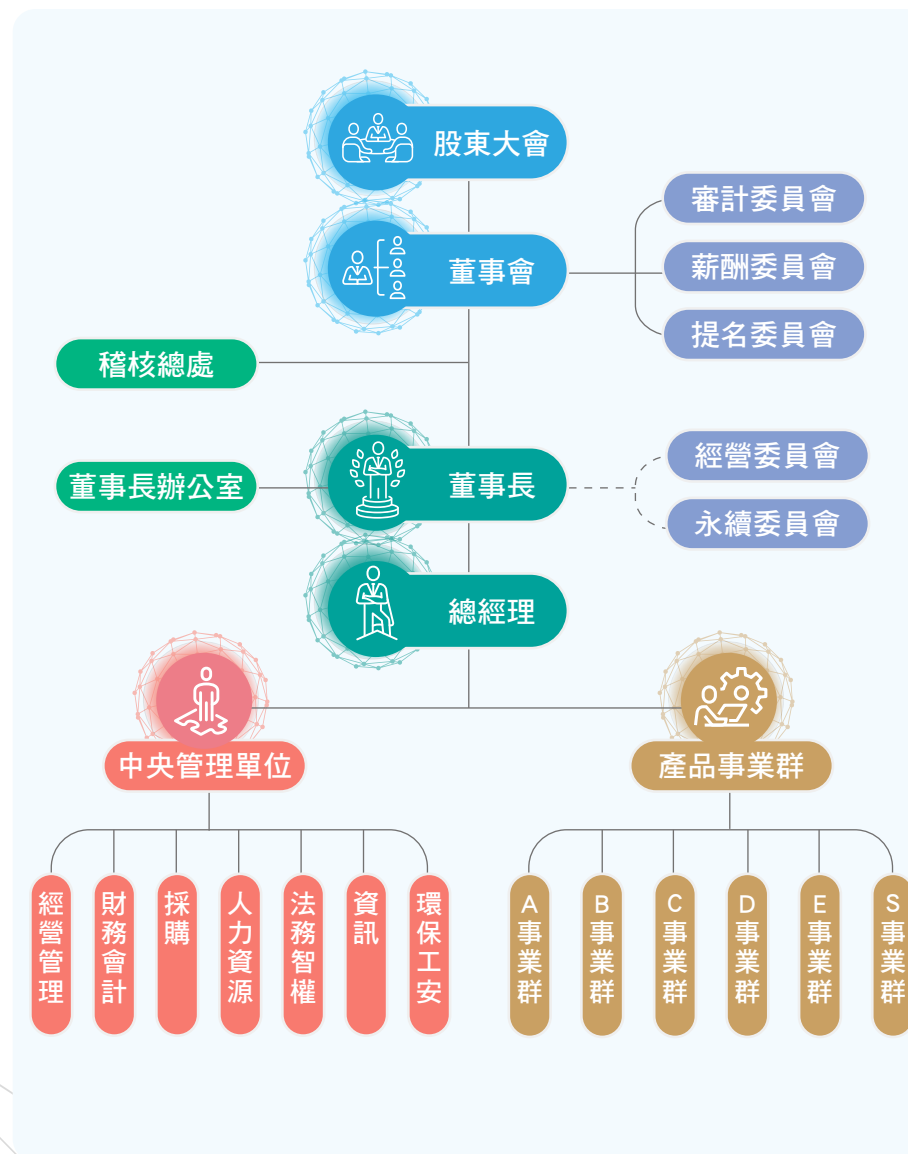 股東大會
董事會
審計委員會
薪酬委員會
提名委員會
稽核總處
董事長辦公室
董事長
經營委員會
永續委員會
總經理
中央管理單位
產品事業群
經營管理
財務會計
採購
人力資源
法務智權
資訊
環保工安
A事業群
B事業群
C事業群
D事業群
E事業群
S事業群